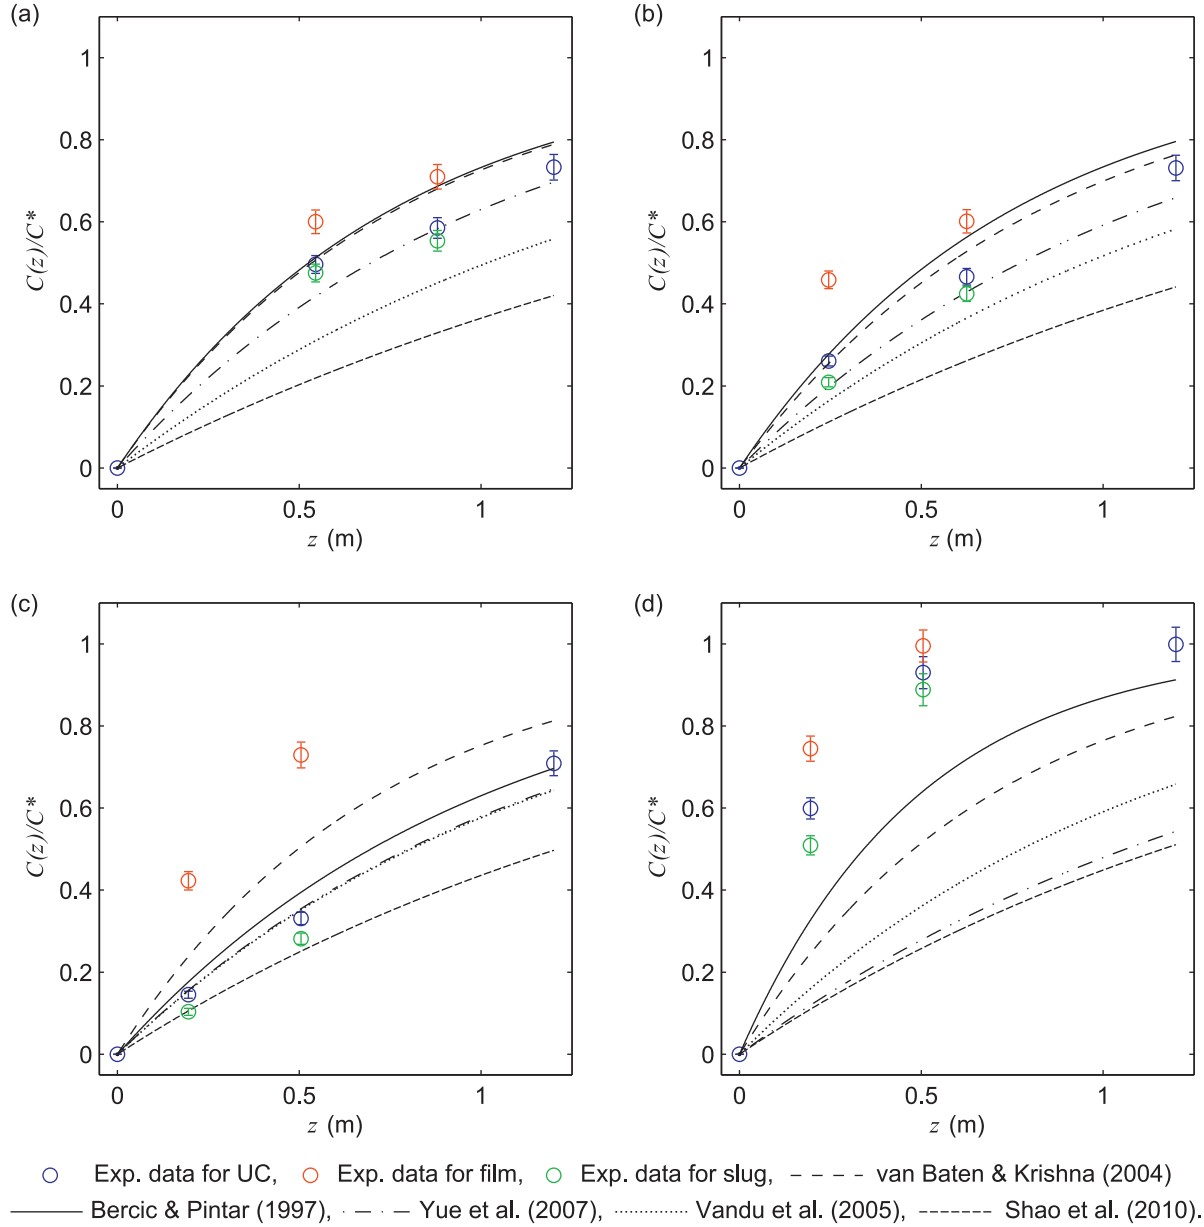 (a)
1
0.8
0.6
0.4
0.2
0
C(z)/C*
0 0.5 1
z (m)
(b)
1
0.8
0.6
0.4
0.2
0
C(z)/C*
0 0.5 1
z (m)
(c)
1
0.8
0.6
0.4
0.2
0
C(z)/C*
0 0.5 1
z (m)
(d)
1
0.8
0.6
0.4
0.2
0
C(z)/C*
0 0.5 1
z (m)
Exp. data for UC, Exp. data for film, Exp. data for slug, van Baten & Krishna (2004)
Bercic & Pintar (1997), Yue et al. (2007), Vandu et al. (2005), Shao et al. (2010).